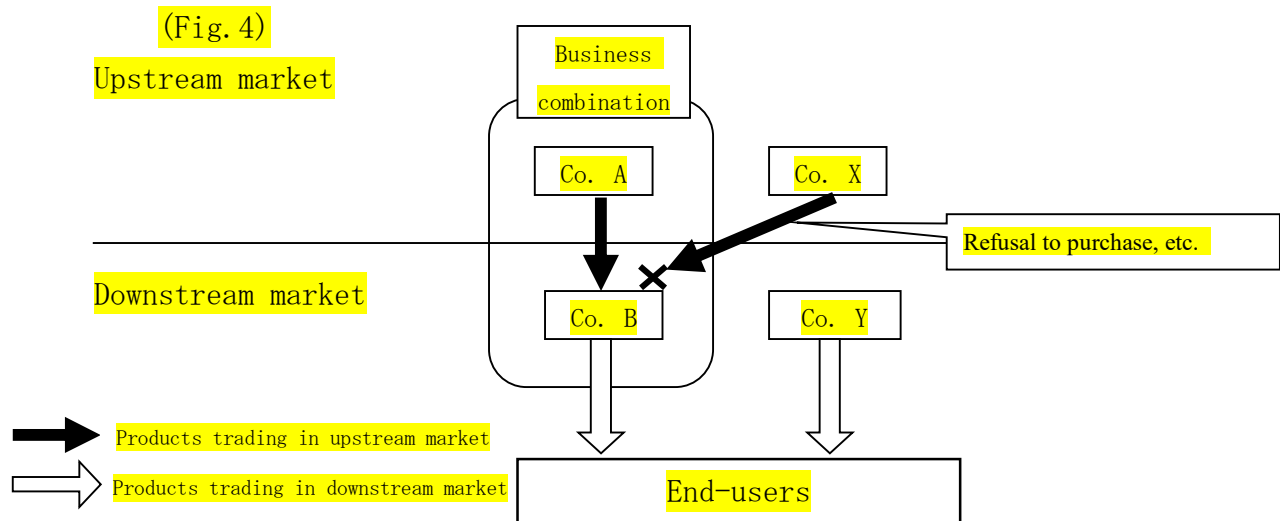 (Fig.4)
Upstream market
Business
combination
Co. A
Co. X
Refusal to purchase, etc.
Downstream market
Co. B
Co. Y
Products trading in upstream market
Products trading in downstream market
End-users